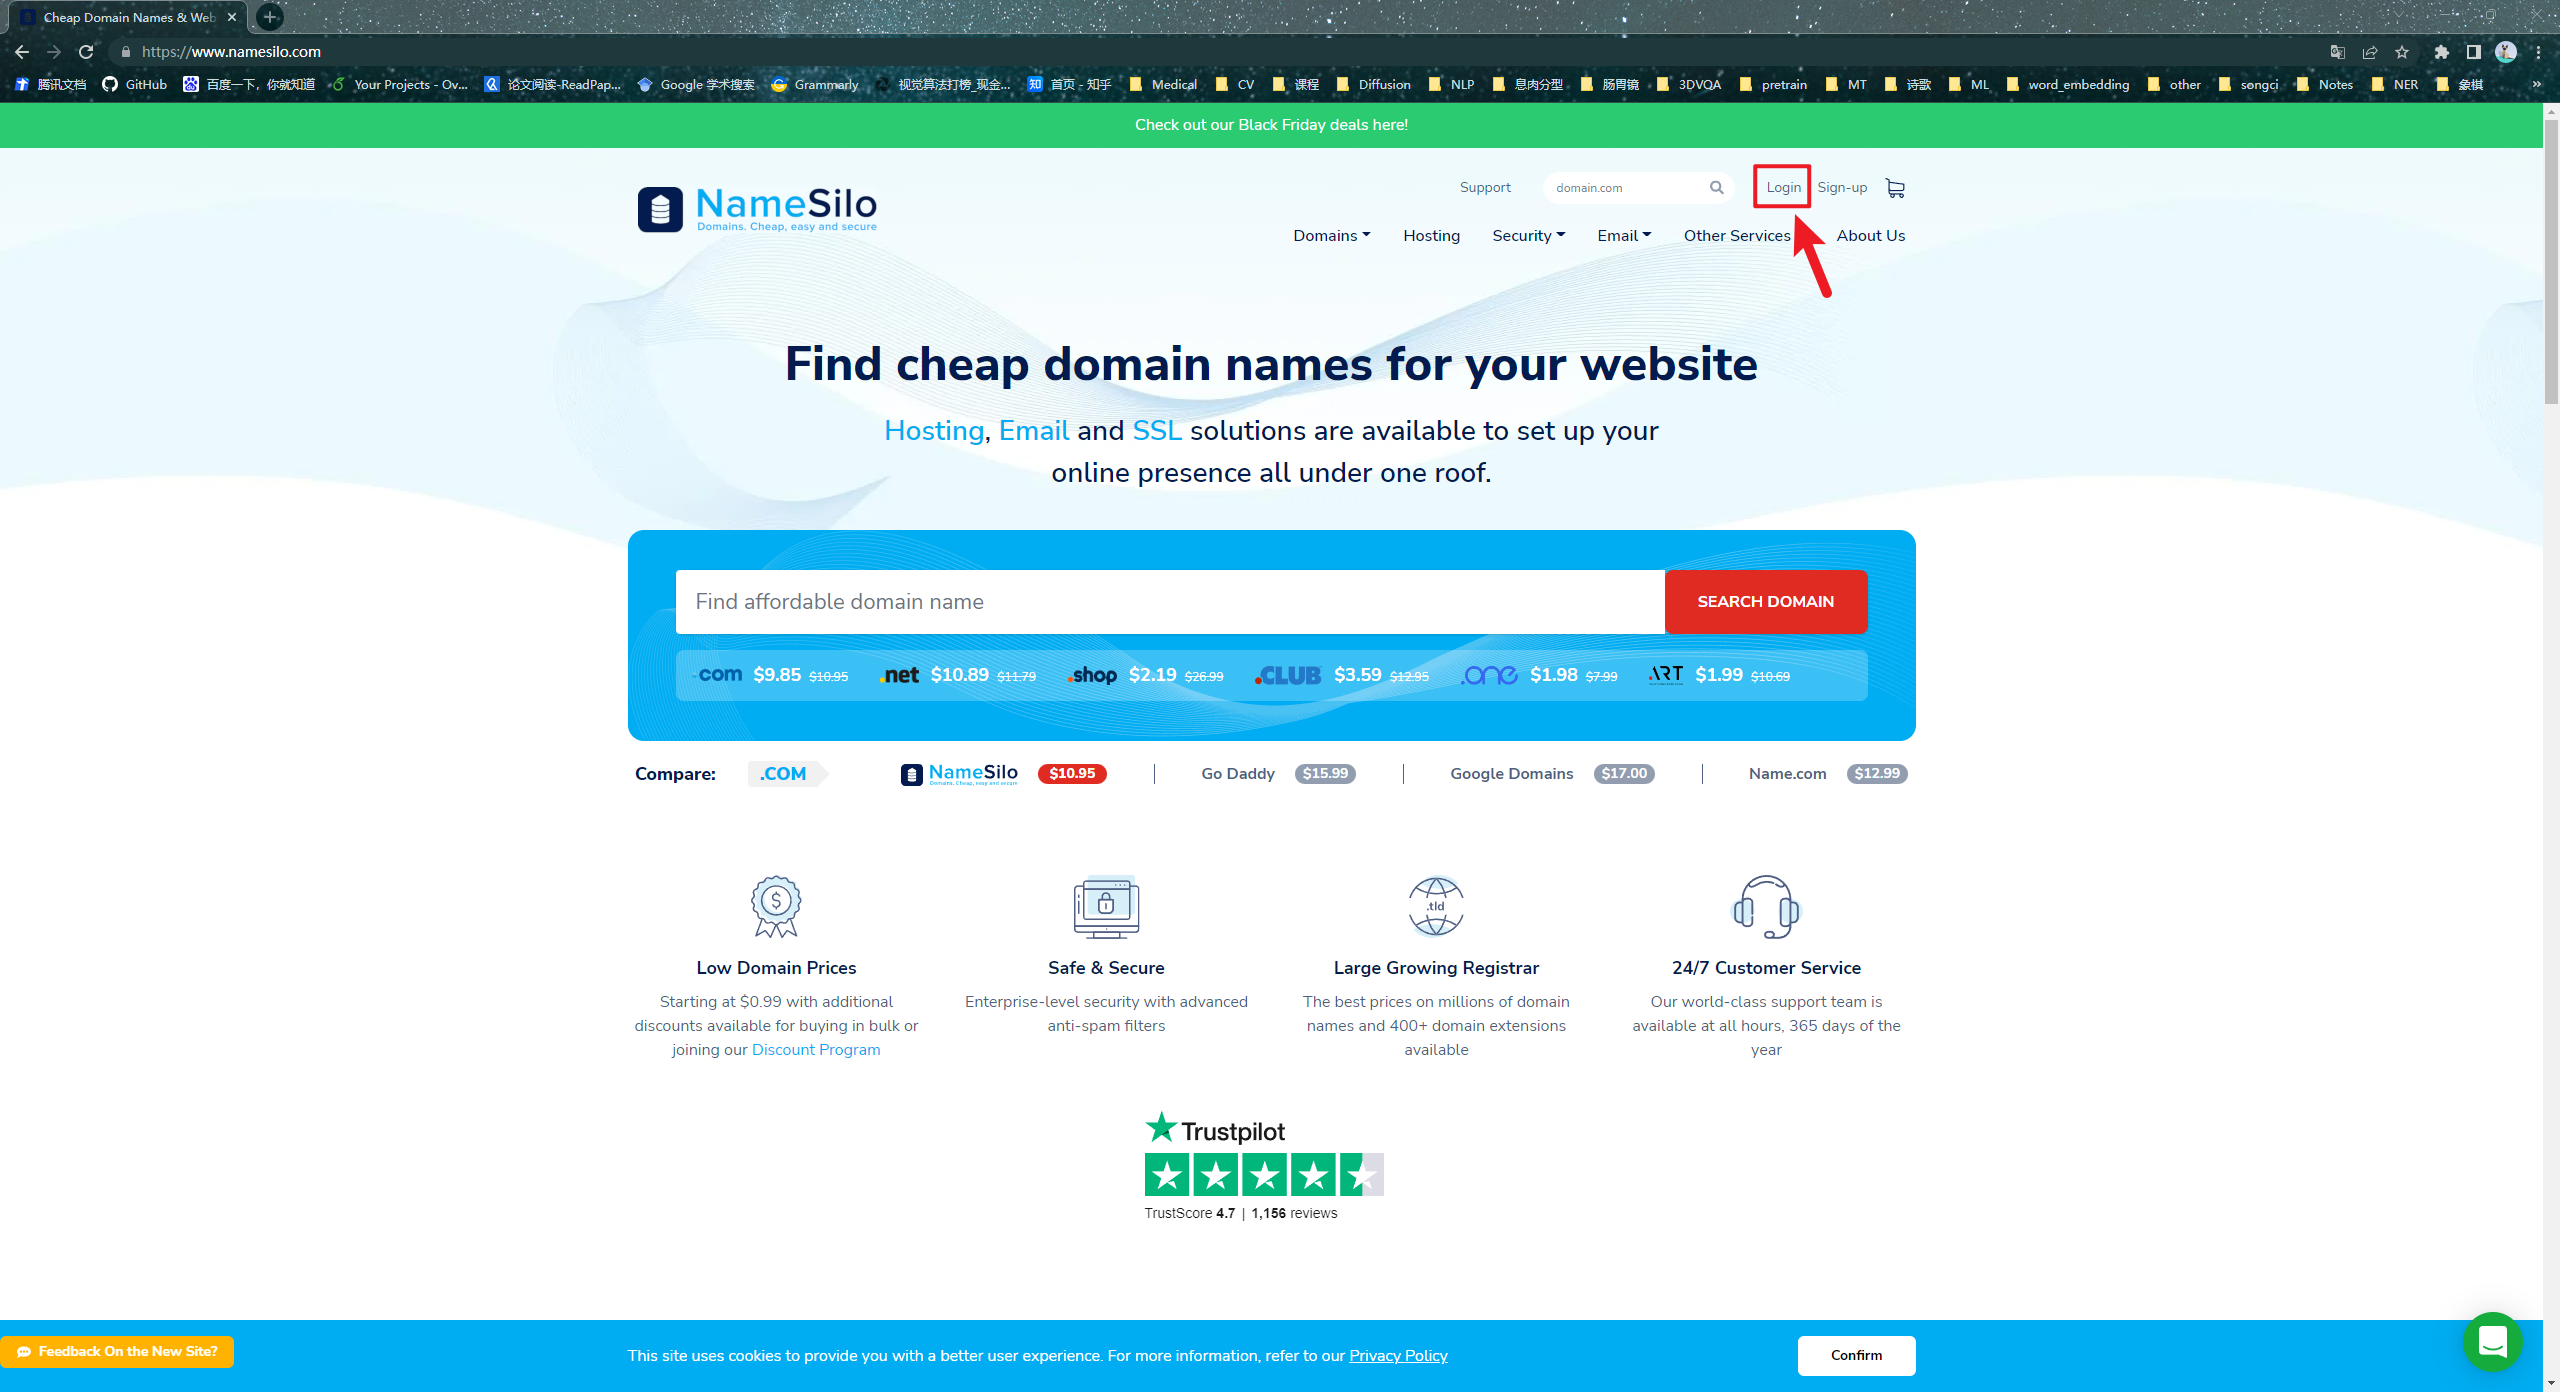 Cheap Domain Names & Web
https://www.namesilo.com
腾讯文档 GitHub 百度一下，你就知道 Your Projects - Ov... 论文阅读-ReadPap... Google 学术搜索 Grammarly 视觉算法打榜_现金... 首页 - 知乎 Medical CV 课程 Diffusion NLP 息肉分型 肠胃镜 3DVQA pretrain MT 诗歌 ML word_embedding other songci Notes NER 象棋 »
Check out our Black Friday deals here!
Support domain.com Login Sign-up
NameSilo
Domains. Cheap, easy and secure
Domains Hosting Security Email Other Services About Us
Find cheap domain names for your website
Hosting, Email and SSL solutions are available to set up your
online presence all under one roof.
Find affordable domain name SEARCH DOMAIN
.com $9.85 $10.95 .net $10.89 $11.79 .shop $2.19 $26.99 .CLUB $3.59 $12.95 .one $1.98 $7.99 .ART $1.99 $10.69
Compare: .COM NameSilo $10.95 Go Daddy $15.99 Google Domains $17.00 Name.com $12.99
Domains. Cheap, easy and secure
.tld
Low Domain Prices
Starting at $0.99 with additional
discounts available for buying in bulk or
joining our Discount Program
Safe & Secure
Enterprise-level security with advanced
anti-spam filters
Large Growing Registrar
The best prices on millions of domain
names and 400+ domain extensions
available
24/7 Customer Service
Our world-class support team is
available at all hours, 365 days of the
year
Trustpilot
TrustScore 4.7 | 1,156 reviews
Feedback On the New Site?
This site uses cookies to provide you with a better user experience. For more information, refer to our Privacy Policy
Confirm